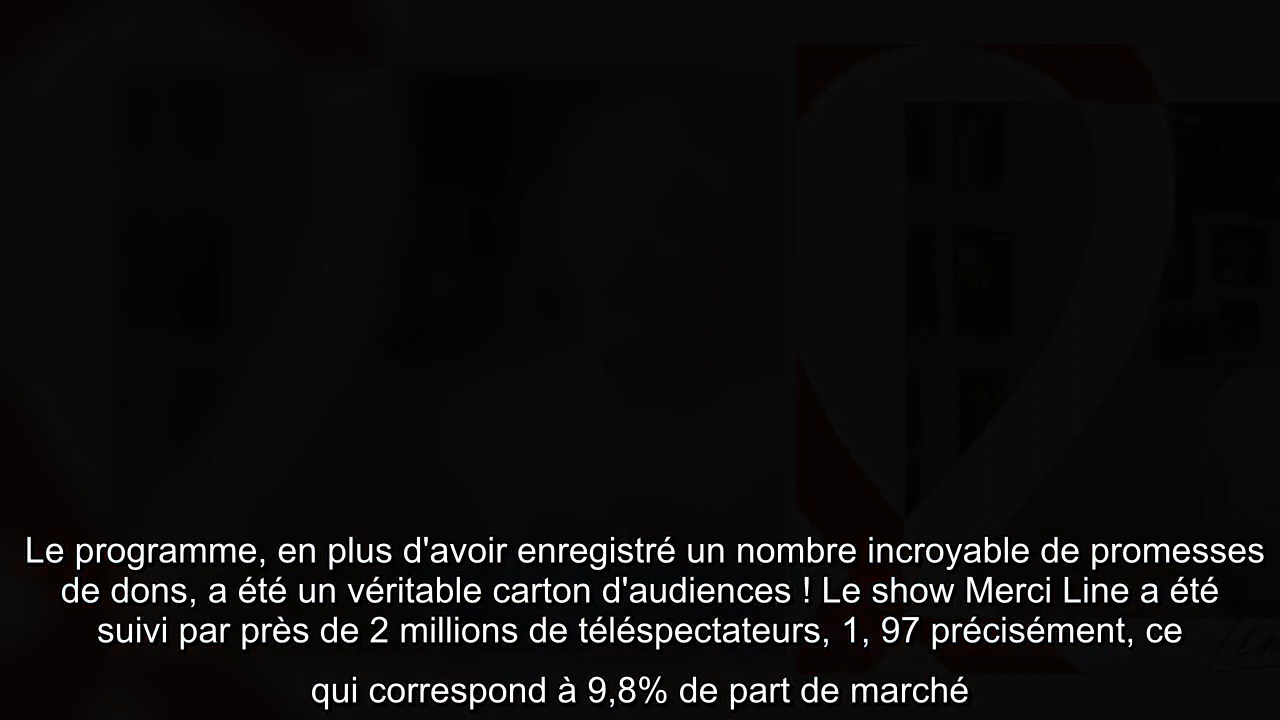 Le programme, en plus d'avoir enregistré un nombre incroyable de promesses
de dons, a été un véritable carton d'audiences ! Le show Merci Line a été
suivi par près de 2 millions de téléspectateurs, 1, 97 précisément, ce
qui correspond à 9,8% de part de marché